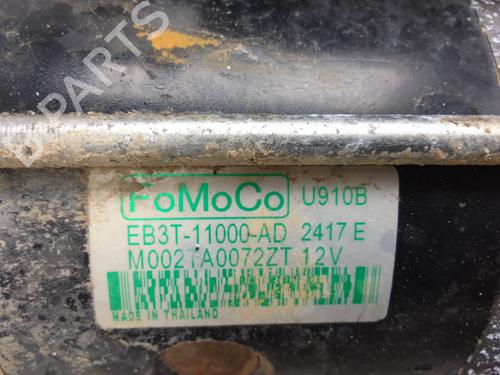 PARTS
FoMoCo U910B
EB3T-11000-AD 2417 E
M002TA0072ZT 12V
MADE IN THAILAND